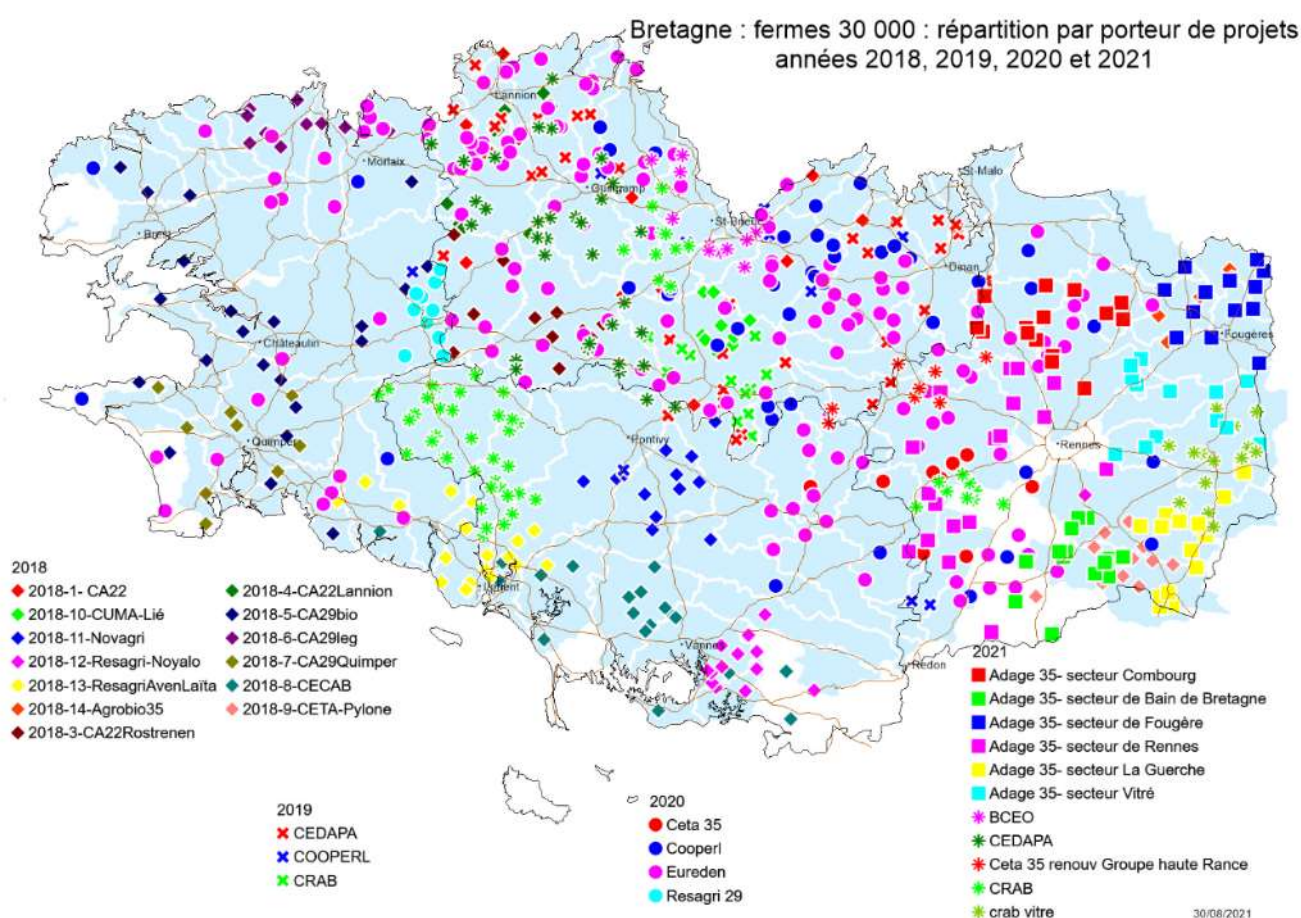 Bretagne : fermes 30 000 : répartition par porteur de projets
années 2018, 2019, 2020 et 2021
Lannion
Morlaix
Guingamp
St-Malo
St-Brieuc
Brest
Dinan
Châteaulin
Fougères
Quimper
Pontivy
Rennes
Lorient
Vannes
Redon
2018
2018-1- CA22
2018-10-CUMA-Lié
2018-11-Novagri
2018-12-Resagri-Noyalo
2018-13-ResagriAvenLaïta
2018-14-Agrobio35
2018-3-CA22Rostrenen
2018-4-CA22Lannion
2018-5-CA29bio
2018-6-CA29leg
2018-7-CA29Quimper
2018-8-CECAB
2018-9-CETA-Pylone
2019
CEDAPA
COOPERL
CRAB
2020
Ceta 35
Cooperl
Eureden
Resagri 29
2021
Adage 35- secteur Combourg
Adage 35- secteur de Bain de Bretagne
Adage 35- secteur de Fougère
Adage 35- secteur de Rennes
Adage 35- secteur La Guerche
Adage 35- secteur Vitré
BCEO
CEDAPA
Ceta 35 renouv Groupe haute Rance
CRAB
crab vitre
30/08/2021